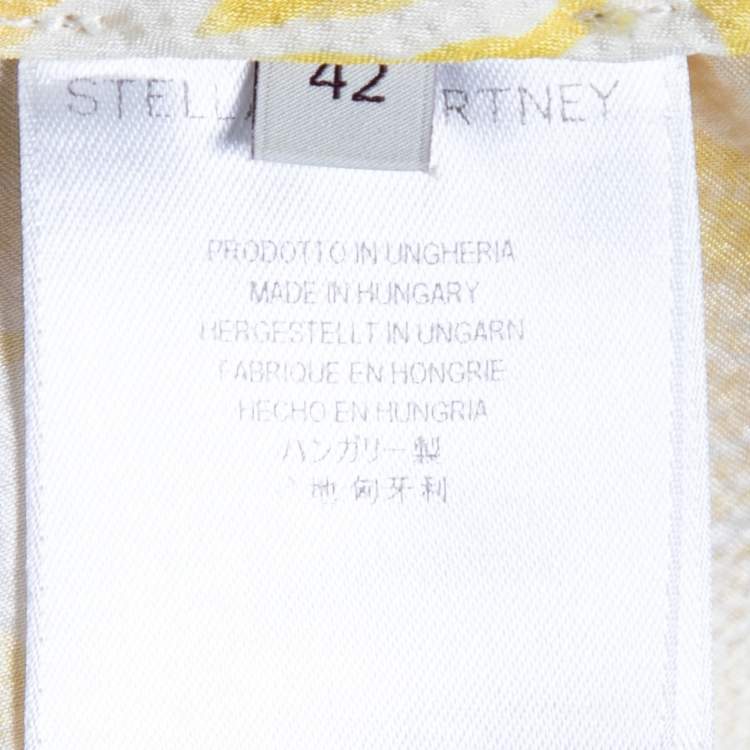 42
STELL RTNEY
PRODOTTO IN UNGHERIA
MADE IN HUNGARY
HERGESTELLT IN UNGARN
FABRIQUE EN HONGRIE
HECHO EN HUNGRIA
ハンガリー製
地 匈牙利